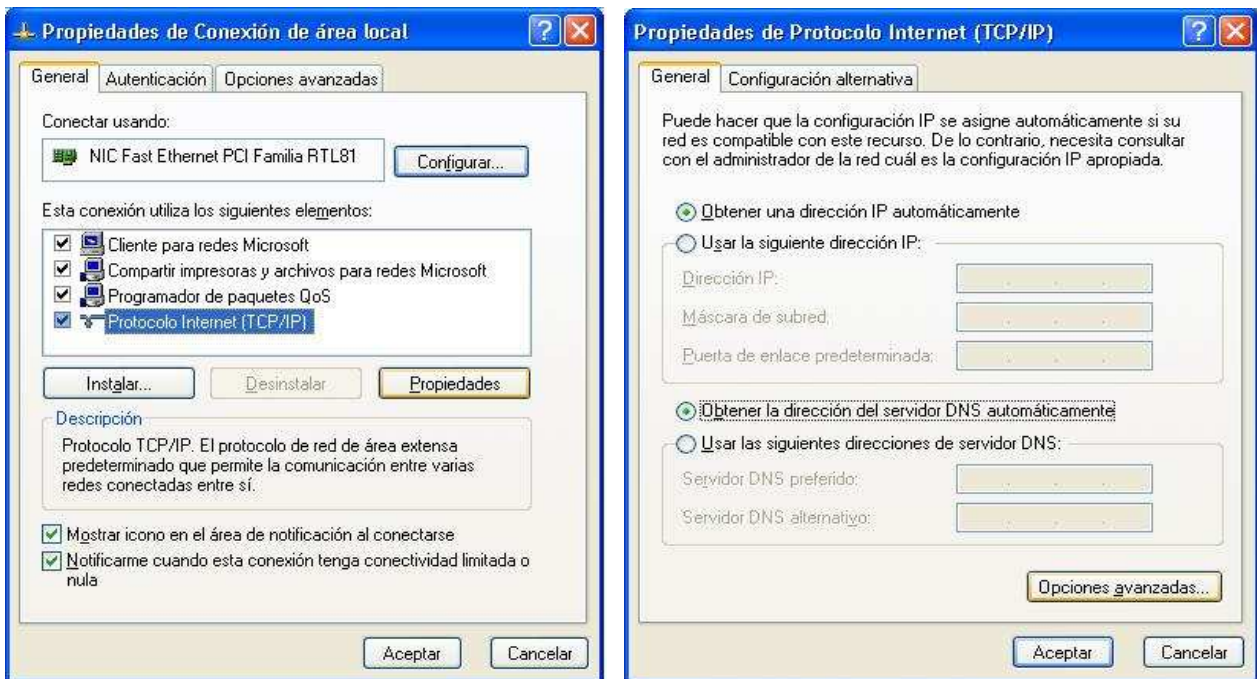 Propiedades de Conexión de área local
General
Autenticación
Opciones avanzadas
Conectar usando:
NIC Fast Ethernet PCI Familia RTL81
Configurar...
Esta conexión utiliza los siguientes elementos:
Cliente para redes Microsoft
Compartir impresoras y archivos para redes Microsoft
Programador de paquetes QoS
Protocolo Internet (TCP/IP)
Instalar...
Desinstalar
Propiedades
Descripción
Protocolo TCP/IP. El protocolo de red de área extensa
predeterminado que permite la comunicación entre varias
redes conectadas entre sí.
Mostrar icono en el área de notificación al conectarse
Notificarme cuando esta conexión tenga conectividad limitada o
nula
Aceptar
Cancelar
Propiedades de Protocolo Internet (TCP/IP)
General
Configuración alternativa
Puede hacer que la configuración IP se asigne automáticamente si su
red es compatible con este recurso. De lo contrario, necesita consultar
con el administrador de la red cuál es la configuración IP apropiada.
Obtener una dirección IP automáticamente
Usar la siguiente dirección IP:
Dirección IP:
Máscara de subred:
Puerta de enlace predeterminada:
Obtener la dirección del servidor DNS automáticamente
Usar las siguientes direcciones de servidor DNS:
Servidor DNS preferido:
Servidor DNS alternativo:
Opciones avanzadas...
Aceptar
Cancelar